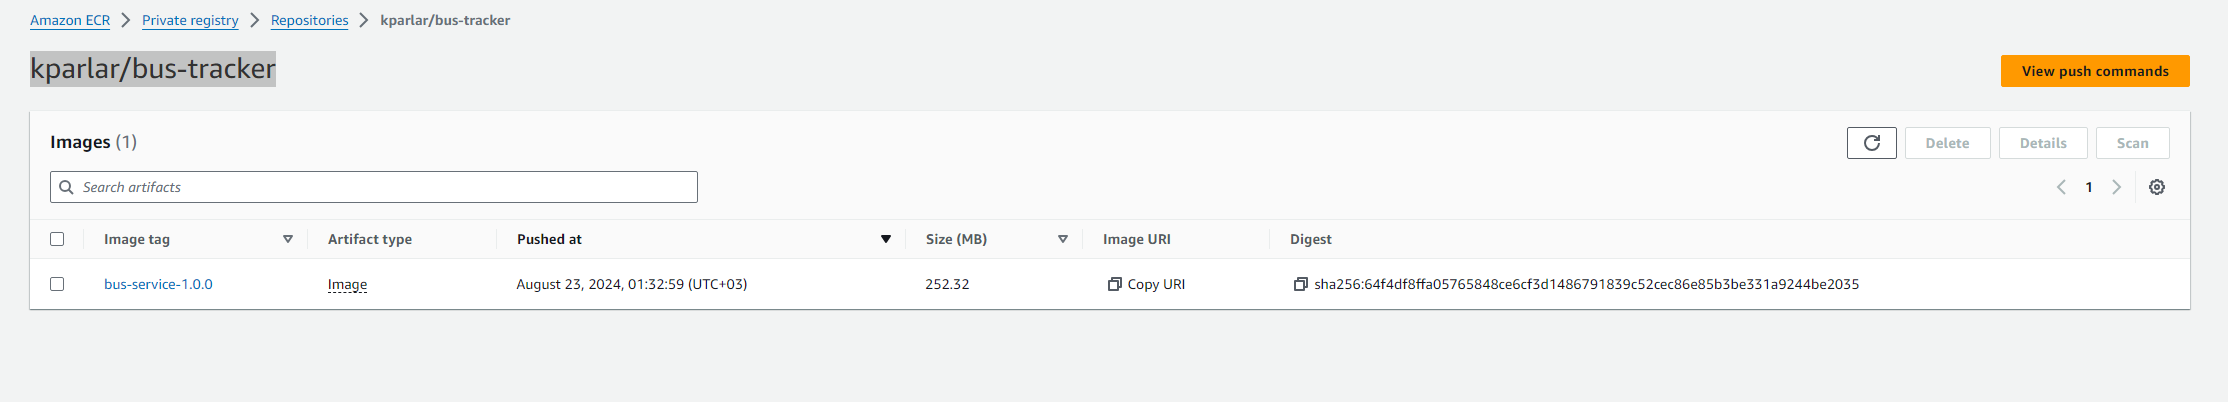 Amazon ECR > Private registry > Repositories > kparlar/bus-tracker
kparlar/bus-tracker
View push commands
Images (1)
Delete Details Scan
Search artifacts
1
Image tag Artifact type Pushed at Size (MB) Image URI Digest
bus-service-1.0.0 Image August 23, 2024, 01:32:59 (UTC+03) 252.32 Copy URI sha256:64f4df8ffa05765848ce6cf3d1486791839c52cec86e85b3be331a9244be2035